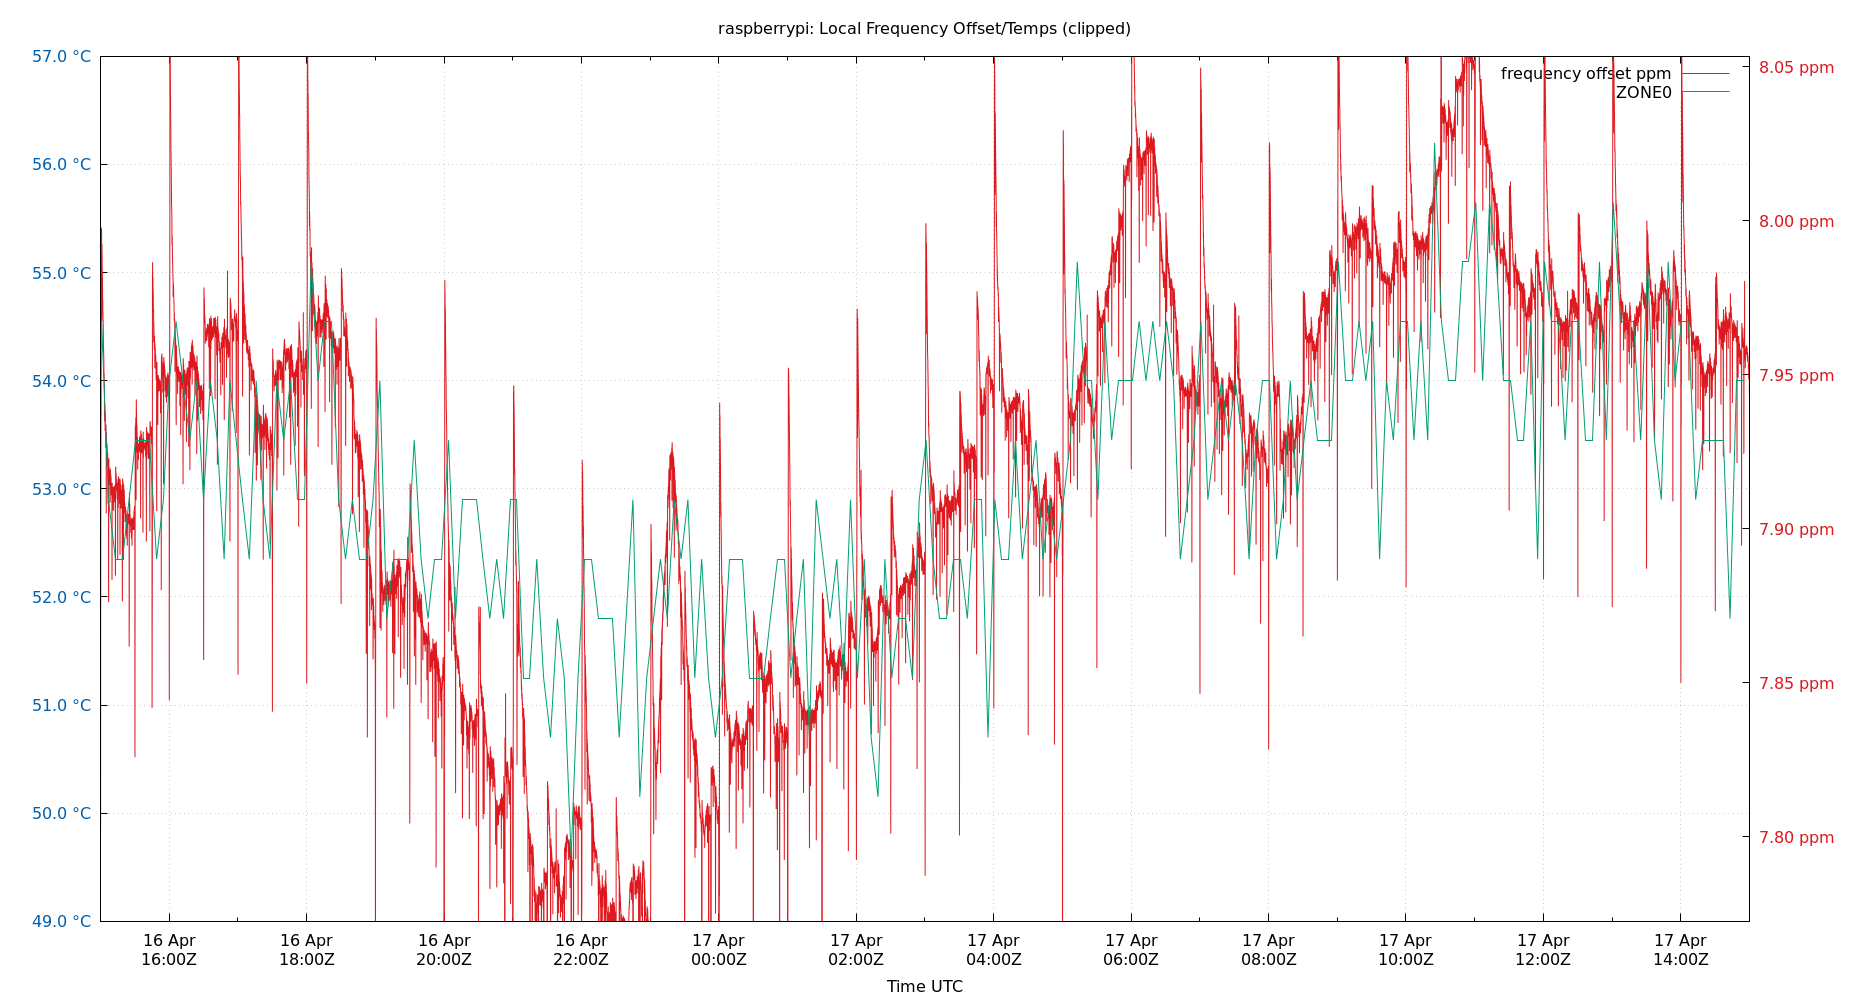 raspberrypi: Local Frequency Offset/Temps (clipped)
57.0 °C
56.0 °C
55.0 °C
54.0 °C
53.0 °C
52.0 °C
51.0 °C
50.0 °C
49.0 °C
8.05 ppm
8.00 ppm
7.95 ppm
7.90 ppm
7.85 ppm
7.80 ppm
frequency offset ppm
ZONE0
16 Apr 16 Apr 16 Apr 16 Apr 17 Apr 17 Apr 17 Apr 17 Apr 17 Apr 17 Apr 17 Apr 17 Apr
16:00Z 18:00Z 20:00Z 22:00Z 00:00Z 02:00Z 04:00Z 06:00Z 08:00Z 10:00Z 12:00Z 14:00Z
Time UTC